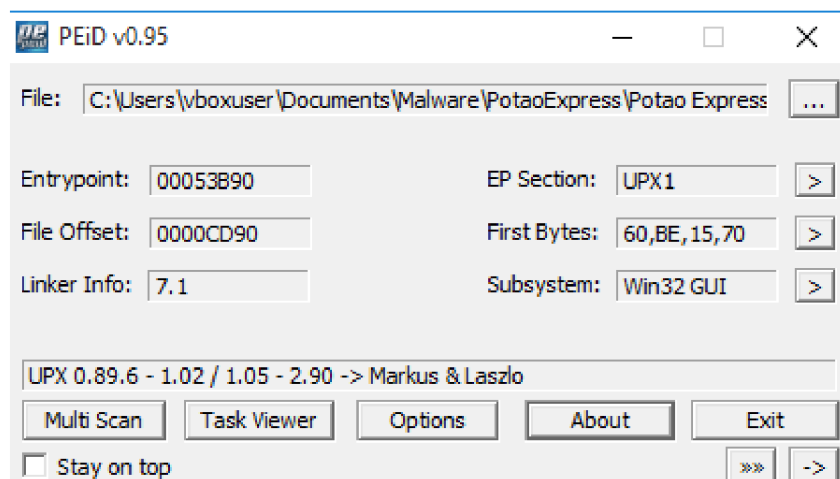 PEiD v0.95
File: C:\Users\vboxuser\Documents\Malware\PotaoExpress\Potao Express ...
Entrypoint: 00053B90 EP Section: UPX1 >
File Offset: 0000CD90 First Bytes: 60,BE,15,70 >
Linker Info: 7.1 Subsystem: Win32 GUI >
UPX 0.89.6 - 1.02 / 1.05 - 2.90 -> Markus & Laszlo
Multi Scan Task Viewer Options About Exit
Stay on top »» ->